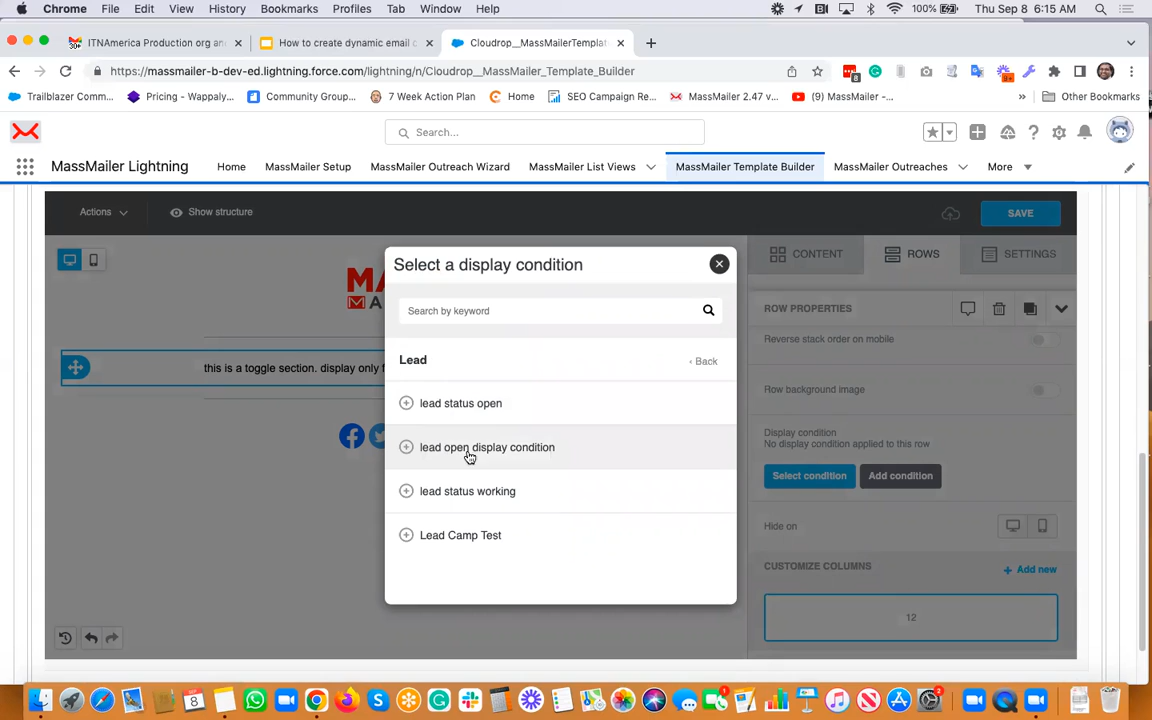 Chrome File Edit View History Bookmarks Profiles Tab Window Help 100% Thu Sep 8 6:15 AM
30+ ITNAmerica Production org an How to create dynamic email c Cloudrop__MassMailerTemplat
https://massmailer-b-dev-ed.lightning.force.com/lightning/n/Cloudrop__MassMailer_Template_Builder
Trailblazer Comm... Pricing - Wappaly... Community Group... 7 Week Action Plan Home SEO Campaign Re... MassMailer 2.47 v... (9) MassMailer -... » Other Bookmarks
Search...
MassMailer Lightning Home MassMailer Setup MassMailer Outreach Wizard MassMailer List Views MassMailer Template Builder MassMailer Outreaches More
Actions Show structure SAVE
CONTENT ROWS SETTINGS
Select a display condition
Search by keyword
Lead
‹ Back
lead status open
lead open display condition
lead status working
Lead Camp Test
this is a toggle section. display only f
ROW PROPERTIES
Reverse stack order on mobile
Row background image
Display condition
No display condition applied to this row
Select condition Add condition
Hide on
CUSTOMIZE COLUMNS + Add new
12